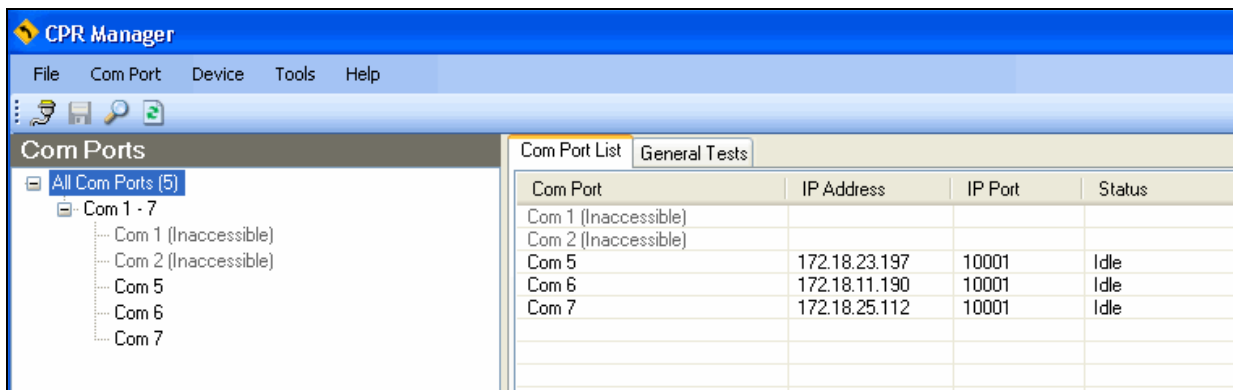 CPR Manager
File Com Port Device Tools Help
Com Ports
All Com Ports (5)
Com 1 - 7
Com 1 (Inaccessible)
Com 2 (Inaccessible)
Com 5
Com 6
Com 7
Com Port List General Tests
Com Port IP Address IP Port Status
Com 1 (Inaccessible)
Com 2 (Inaccessible)
Com 5 172.18.23.197 10001 Idle
Com 6 172.18.11.190 10001 Idle
Com 7 172.18.25.112 10001 Idle